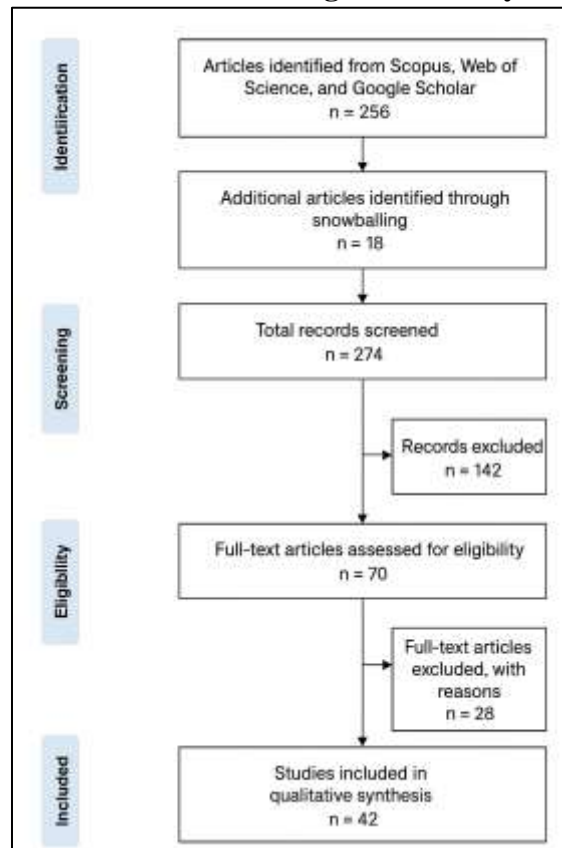 Identiiircation
Articles identified from Scopus, Web of
Science, and Google Scholar
n = 256
Additional articles identified through
snowballing
n = 18
Screening
Total records screened
n = 274
Records excluded
n = 142
Eligibility
Full-text articles assessed for eligibility
n = 70
Full-text articles
excluded, with
reasons
n = 28
Included
Studies included in
qualitative synthesis
n = 42